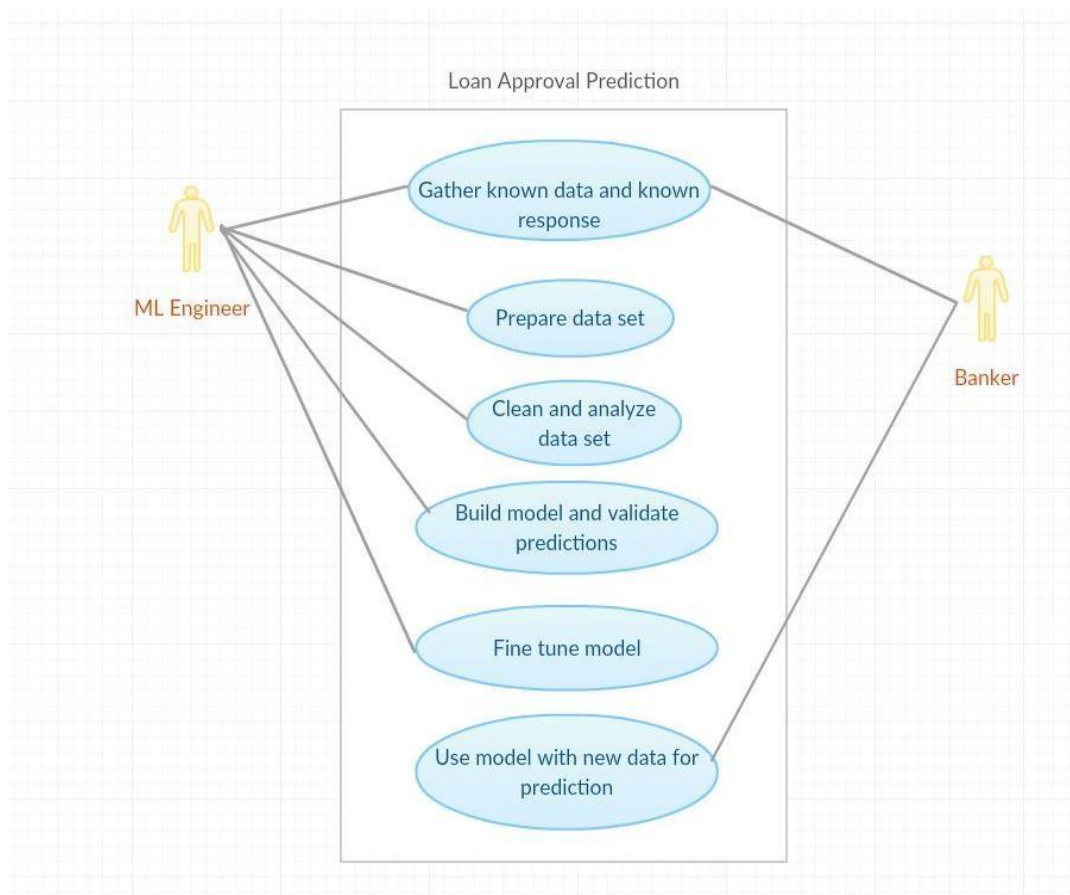 Loan Approval Prediction
Gather known data and known
response
ML Engineer
Prepare data set
Banker
Clean and analyze
data set
Build model and validate
predictions
Fine tune model
Use model with new data for
prediction